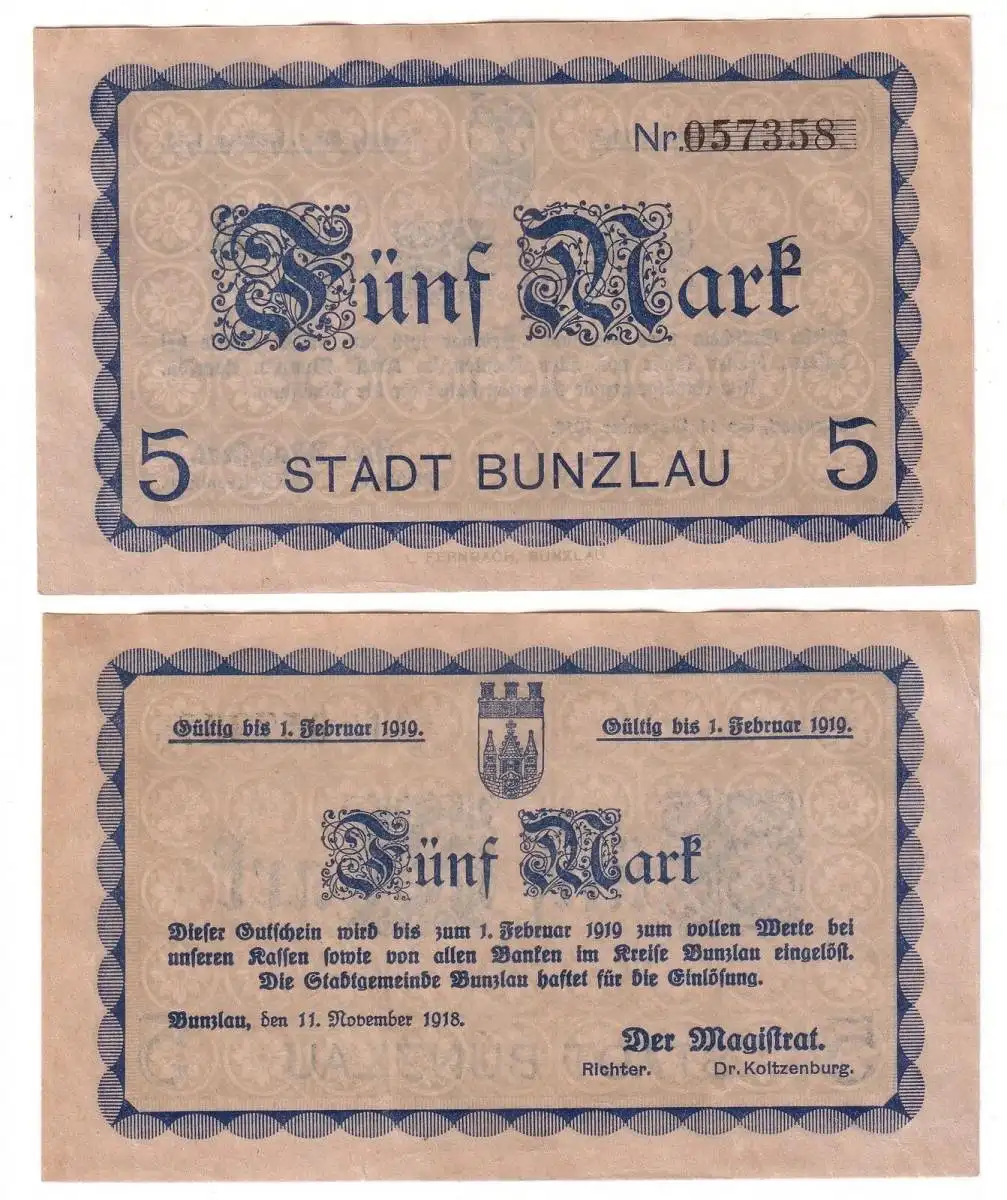 Nr. 057358
Fünf Mark
5 STADT BUNZLAU 5
L. FERNBACH, BUNZLAU
Gültig bis 1. Februar 1919. Gültig bis 1. Februar 1919.
Fünf Mark
Dieser Gutschein wird bis zum 1. Februar 1919 zum vollen Werte bei
unseren Kassen sowie von allen Banken im Kreise Bunzlau eingelöst.
Die Stadtgemeinde Bunzlau haftet für die Einlösung.
Bunzlau, den 11. November 1918.
Der Magistrat.
Richter. Dr. Koltzenburg.